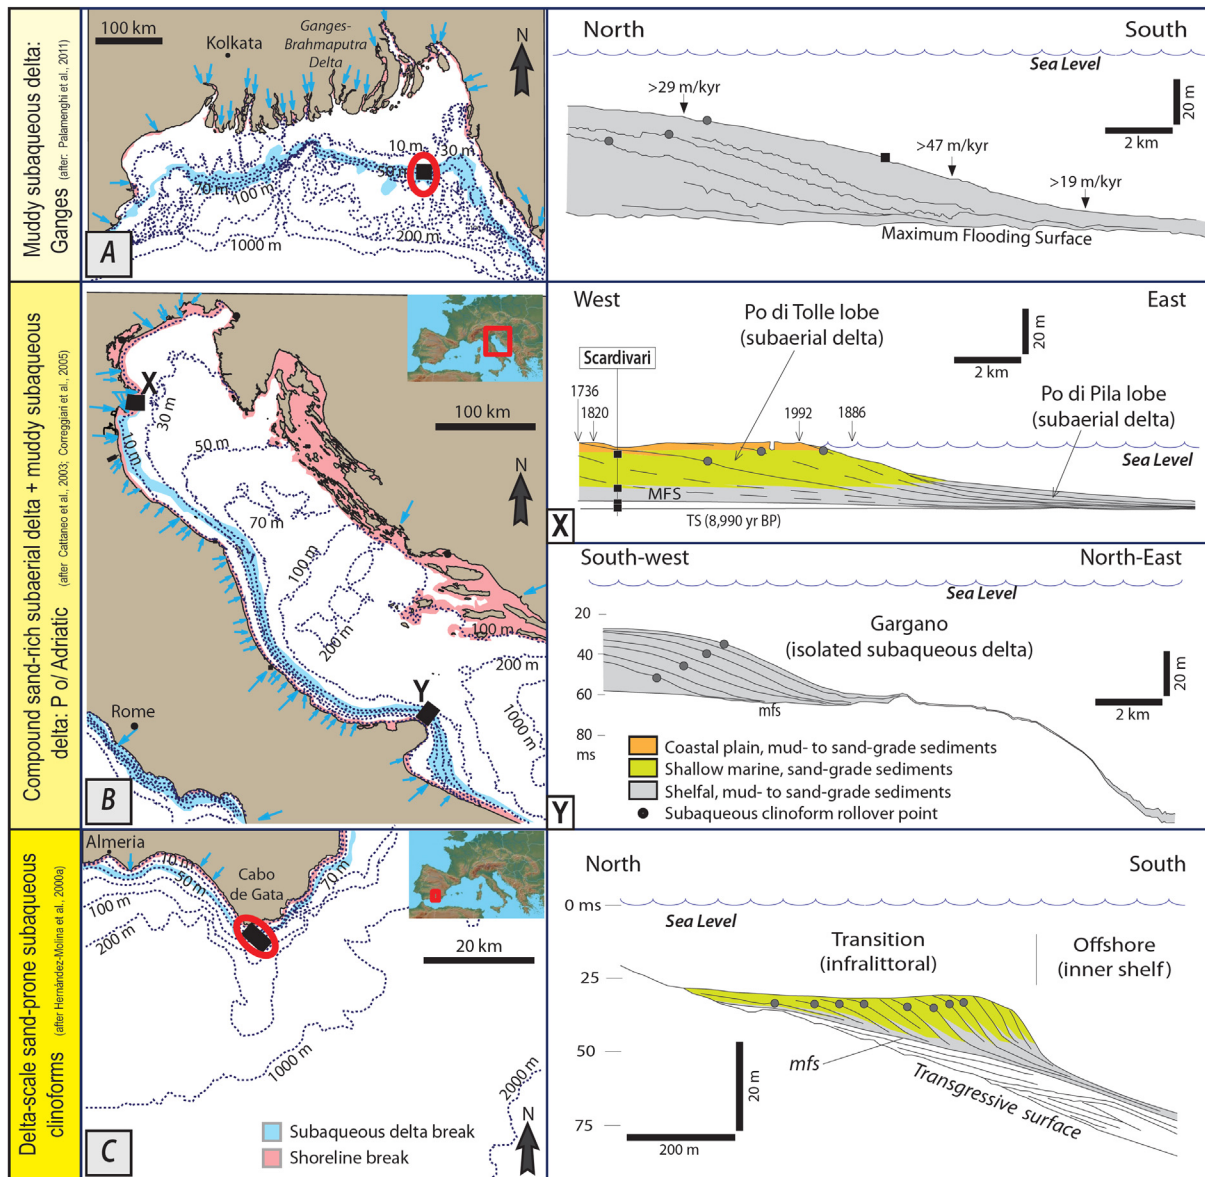 Muddy subaqueous delta:
Ganges (after: Palamenghi et al., 2011)
100 km
Kolkata
Ganges-
Brahmaputra
Delta
N
10 m
30 m
50 m
70 m
100 m
200 m
1000 m
A
North
South
Sea Level
>29 m/kyr
>47 m/kyr
>19 m/kyr
20 m
2 km
Maximum Flooding Surface
Compound sand-rich subaerial delta + muddy subaqueous
delta: P o/ Adriatic (after Cattaneo et al., 2003; Correggiari et al., 2005)
X
30 m
10 m
50 m
100 km
N
70 m
100 m
200 m
100 m
200 m
1000 m
Y
Rome
B
West
East
Po di Tolle lobe
(subaerial delta)
20 m
2 km
Scardivari
1736
1820
1992
1886
Po di Pila lobe
(subaerial delta)
Sea Level
MFS
TS (8,990 yr BP)
X
South-west
North-East
Sea Level
20
40
60
80
ms
Gargano
(isolated subaqueous delta)
mfs
20 m
2 km
Coastal plain, mud- to sand-grade sediments
Shallow marine, sand-grade sediments
Shelfal, mud- to sand-grade sediments
Subaqueous clinoform rollover point
Y
Delta-scale sand-prone subaqueous
clinoforms (after Hernàndez-Molina et al., 2000a)
Almeria
10 m
50 m
100 m
200 m
Cabo
de Gata
70 m
20 km
1000 m
2000 m
N
Subaqueous delta break
Shoreline break
C
North
South
0 ms
Sea Level
Transition
(infralittoral)
Offshore
(inner shelf)
25
50
75
mfs
Transgressive surface
20 m
200 m